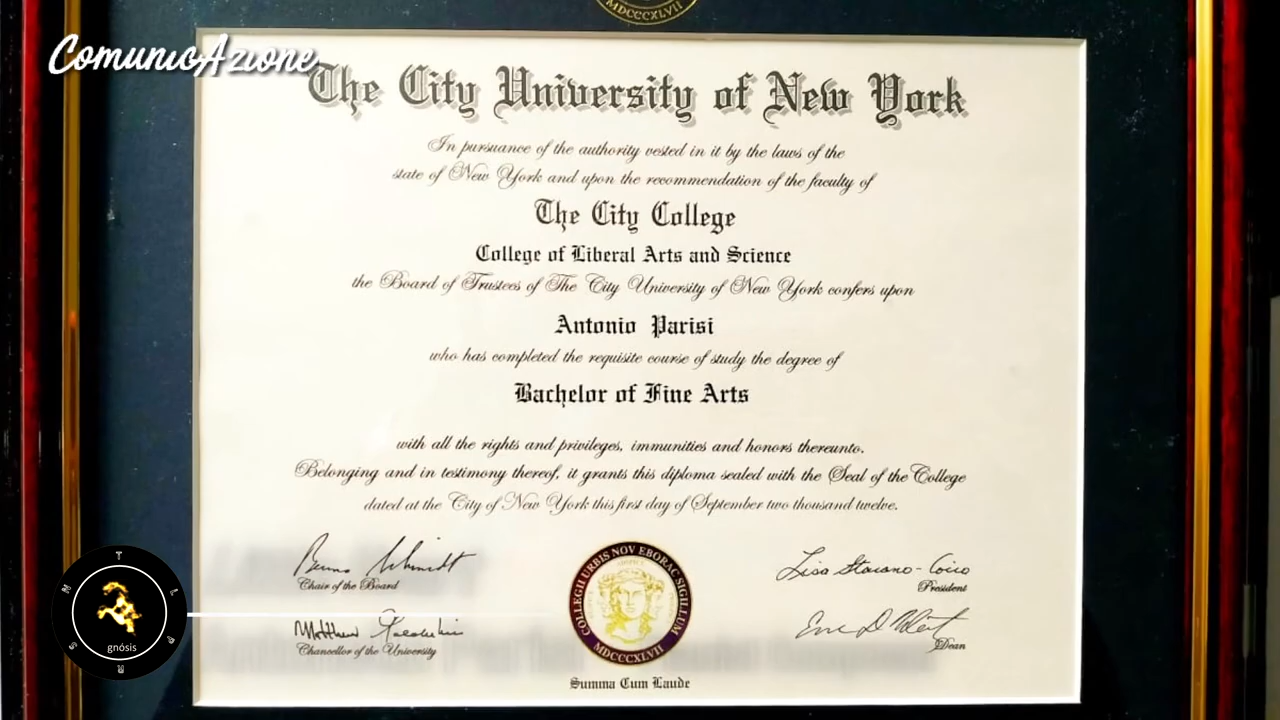 MDCCCXLVII
ComunicAzione
The City University of New York
In pursuance of the authority vested in it by the laws of the
state of New York and upon the recommendation of the faculty of
The City College
College of Liberal Arts and Science
the Board of Trustees of The City University of New York confers upon
Antonio Parisi
who has completed the requisite course of study the degree of
Bachelor of Fine Arts
with all the rights and privileges, immunities and honors thereunto.
Belonging and in testimony thereof, it grants this diploma sealed with the Seal of the College
dated at the City of New York this first day of September two thousand twelve.
Chair of the Board
President
Chancellor of the University
Dean
COLLEGII URBIS NOV EBORAC SIGILLUM
MDCCCXLVII
gnósis
Summa Cum Laude